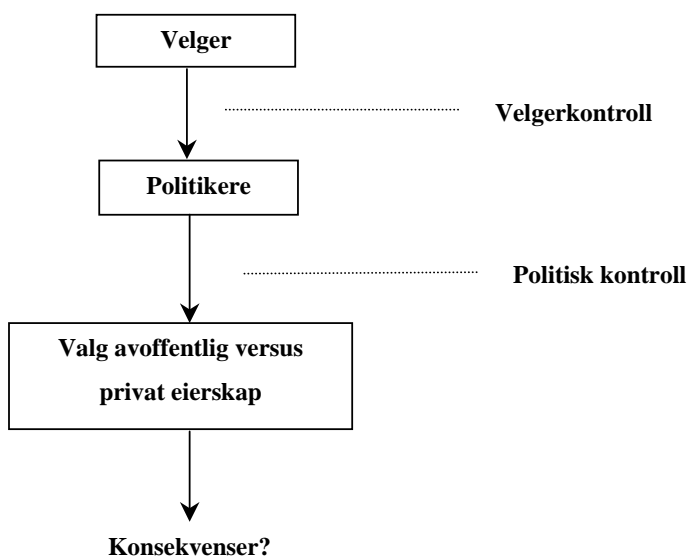 Velger
Velgerkontroll
Politikere
Politisk kontroll
Valg avoffentlig versus
privat eierskap
Konsekvenser?